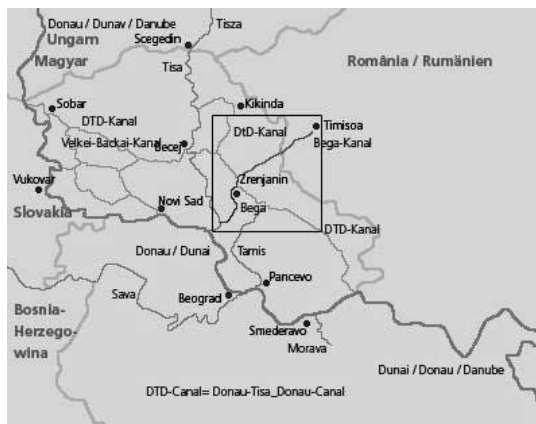 Donau / Dunav / Danube
Tisza
Ungarn
Scegedin
Magyar
Tisa
România / Rumänien
Sobar
Kikinda
DTD-Kanal
DtD-Kanal
Timisoa
Velkei-Backai-Kanal
Becej
Bega-Kanal
Vukovar
Zrenjanin
Novi Sad
Bega
Slovakia
DTD-Kanal
Donau / Dunai
Tamis
Pancevo
Sava
Beograd
Bosnia-
Herzego-
wina
Smederavo
Morava
Dunai / Donau / Danube
DTD-Canal= Donau-Tisa_Donau-Canal